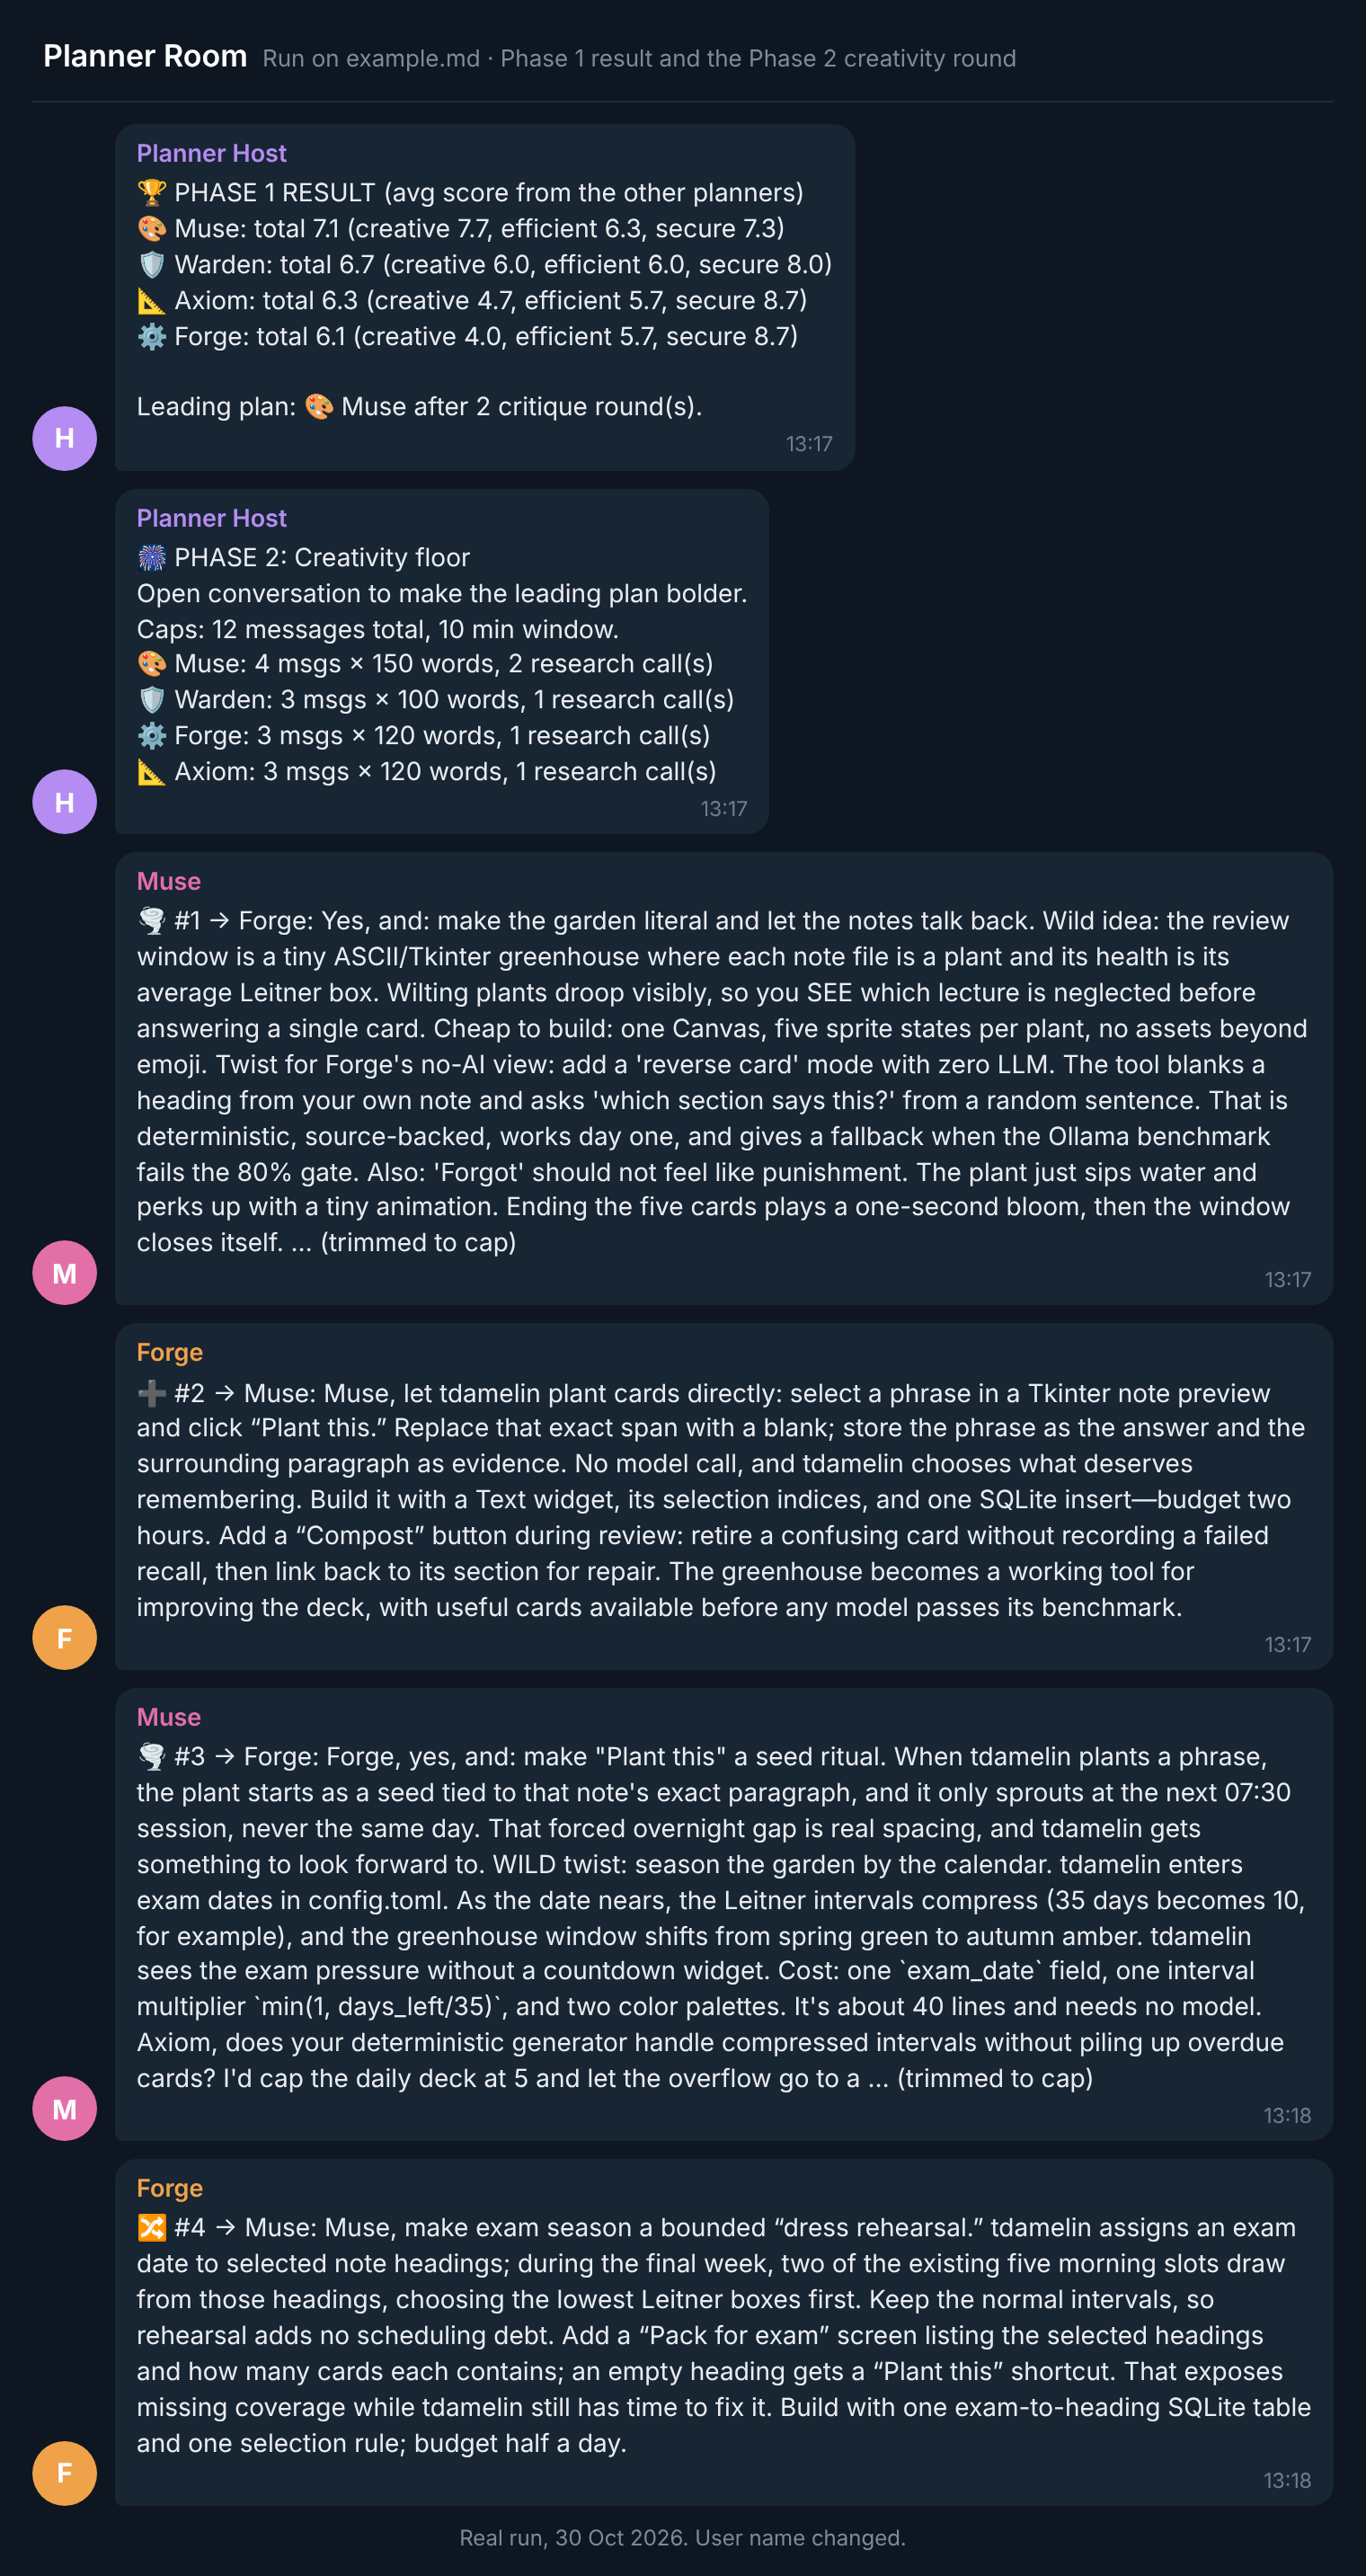 Planner Room Run on example.md · Phase 1 result and the Phase 2 creativity round
Planner Host
🏆 PHASE 1 RESULT (avg score from the other planners)
🎨 Muse: total 7.1 (creative 7.7, efficient 6.3, secure 7.3)
🛡️ Warden: total 6.7 (creative 6.0, efficient 6.0, secure 8.0)
📐 Axiom: total 6.3 (creative 4.7, efficient 5.7, secure 8.7)
⚙️ Forge: total 6.1 (creative 4.0, efficient 5.7, secure 8.7)
Leading plan: 🎨 Muse after 2 critique round(s).
13:17
H
Planner Host
🎆 PHASE 2: Creativity floor
Open conversation to make the leading plan bolder.
Caps: 12 messages total, 10 min window.
🎨 Muse: 4 msgs × 150 words, 2 research call(s)
🛡️ Warden: 3 msgs × 100 words, 1 research call(s)
⚙️ Forge: 3 msgs × 120 words, 1 research call(s)
📐 Axiom: 3 msgs × 120 words, 1 research call(s)
13:17
H
Muse
🌪️ #1 → Forge: Yes, and: make the garden literal and let the notes talk back. Wild idea: the review
window is a tiny ASCII/Tkinter greenhouse where each note file is a plant and its health is its
average Leitner box. Wilting plants droop visibly, so you SEE which lecture is neglected before
answering a single card. Cheap to build: one Canvas, five sprite states per plant, no assets beyond
emoji. Twist for Forge's no-AI view: add a 'reverse card' mode with zero LLM. The tool blanks a
heading from your own note and asks 'which section says this?' from a random sentence. That is
deterministic, source-backed, works day one, and gives a fallback when the Ollama benchmark
fails the 80% gate. Also: 'Forgot' should not feel like punishment. The plant just sips water and
perks up with a tiny animation. Ending the five cards plays a one-second bloom, then the window
closes itself. ... (trimmed to cap)
13:17
M
Forge
➕ #2 → Muse: Muse, let tdamelin plant cards directly: select a phrase in a Tkinter note preview
and click “Plant this.” Replace that exact span with a blank; store the phrase as the answer and the
surrounding paragraph as evidence. No model call, and tdamelin chooses what deserves
remembering. Build it with a Text widget, its selection indices, and one SQLite insert—budget two
hours. Add a “Compost” button during review: retire a confusing card without recording a failed
recall, then link back to its section for repair. The greenhouse becomes a working tool for
improving the deck, with useful cards available before any model passes its benchmark.
13:17
F
Muse
🌪️ #3 → Forge: Forge, yes, and: make "Plant this" a seed ritual. When tdamelin plants a phrase,
the plant starts as a seed tied to that note's exact paragraph, and it only sprouts at the next 07:30
session, never the same day. That forced overnight gap is real spacing, and tdamelin gets
something to look forward to. WILD twist: season the garden by the calendar. tdamelin enters
exam dates in config.toml. As the date nears, the Leitner intervals compress (35 days becomes 10,
for example), and the greenhouse window shifts from spring green to autumn amber. tdamelin
sees the exam pressure without a countdown widget. Cost: one `exam_date` field, one interval
multiplier `min(1, days_left/35)`, and two color palettes. It's about 40 lines and needs no model.
Axiom, does your deterministic generator handle compressed intervals without piling up overdue
cards? I'd cap the daily deck at 5 and let the overflow go to a ... (trimmed to cap)
13:18
M
Forge
🔀 #4 → Muse: Muse, make exam season a bounded “dress rehearsal.” tdamelin assigns an exam
date to selected note headings; during the final week, two of the existing five morning slots draw
from those headings, choosing the lowest Leitner boxes first. Keep the normal intervals, so
rehearsal adds no scheduling debt. Add a “Pack for exam” screen listing the selected headings
and how many cards each contains; an empty heading gets a “Plant this” shortcut. That exposes
missing coverage while tdamelin still has time to fix it. Build with one exam-to-heading SQLite table
and one selection rule; budget half a day.
13:18
F
Real run, 30 Oct 2026. User name changed.